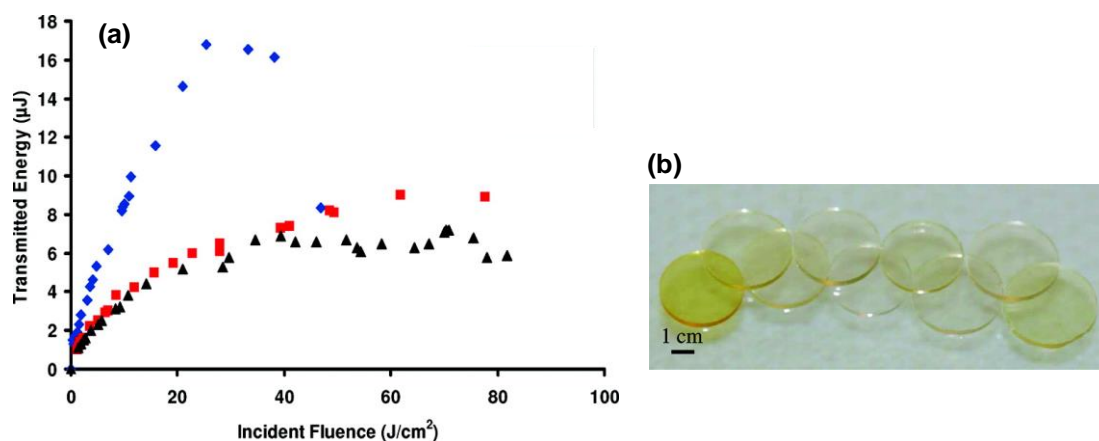 (a)
Transmitted Energy (µJ)
18
16
14
12
10
8
6
4
2
0
0 20 40 60 80 100
Incident Fluence (J/cm²)
(b)
1 cm